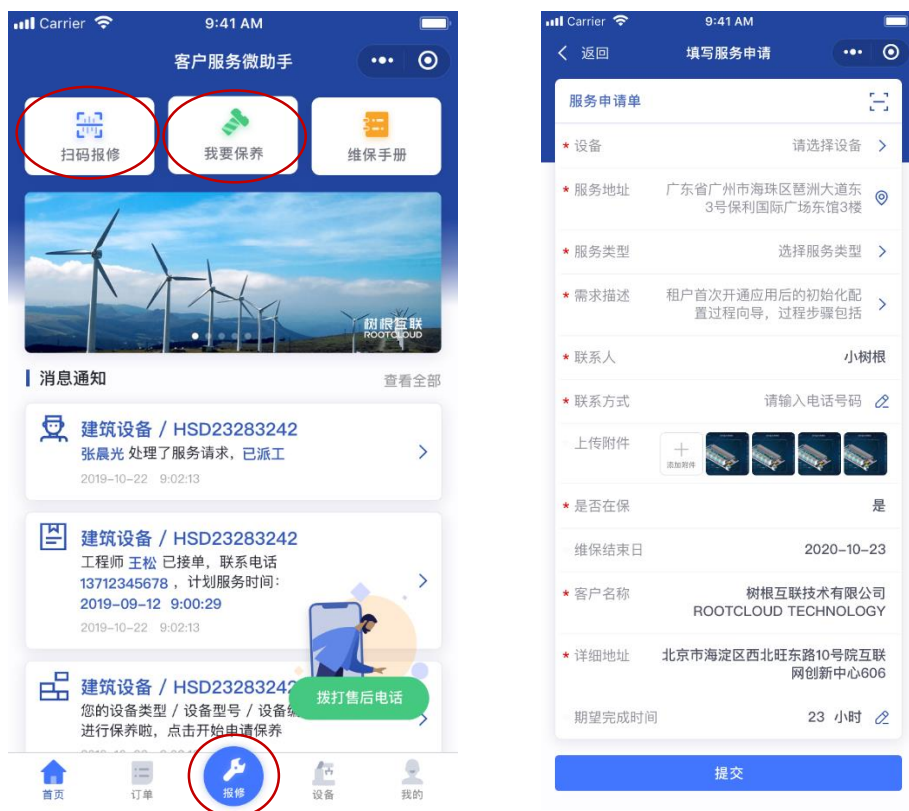 Carrier
9:41 AM
客户服务微助手
扫码报修
我要保养
维保手册
树根互联
ROOTCLOUD
消息通知
查看全部
建筑设备 / HSD23283242
张晨光 处理了服务请求，已派工
2019-10-22 9:02:13
建筑设备 / HSD23283242
工程师 王松 已接单，联系电话
13712345678 ，计划服务时间：
2019-09-12 9:00:29
2019-10-22 9:02:13
建筑设备 / HSD23283242
您的设备类型 / 设备型号 / 设备编
进行保养啦，点击开始申请保养
拨打售后电话
首页
订单
报修
设备
我的
Carrier
9:41 AM
返回
填写服务申请
服务申请单
* 设备
请选择设备
* 服务地址
广东省广州市海珠区琶洲大道东
3号保利国际广场东馆3楼
* 服务类型
选择服务类型
* 需求描述
租户首次开通应用后的初始化配
置过程向导，过程步骤包括
* 联系人
小树根
* 联系方式
请输入电话号码
上传附件
添加附件
* 是否在保
是
维保结束日
2020-10-23
* 客户名称
树根互联技术有限公司
ROOTCLOUD TECHNOLOGY
* 详细地址
北京市海淀区西北旺东路10号院互联
网创新中心606
期望完成时间
23 小时
提交